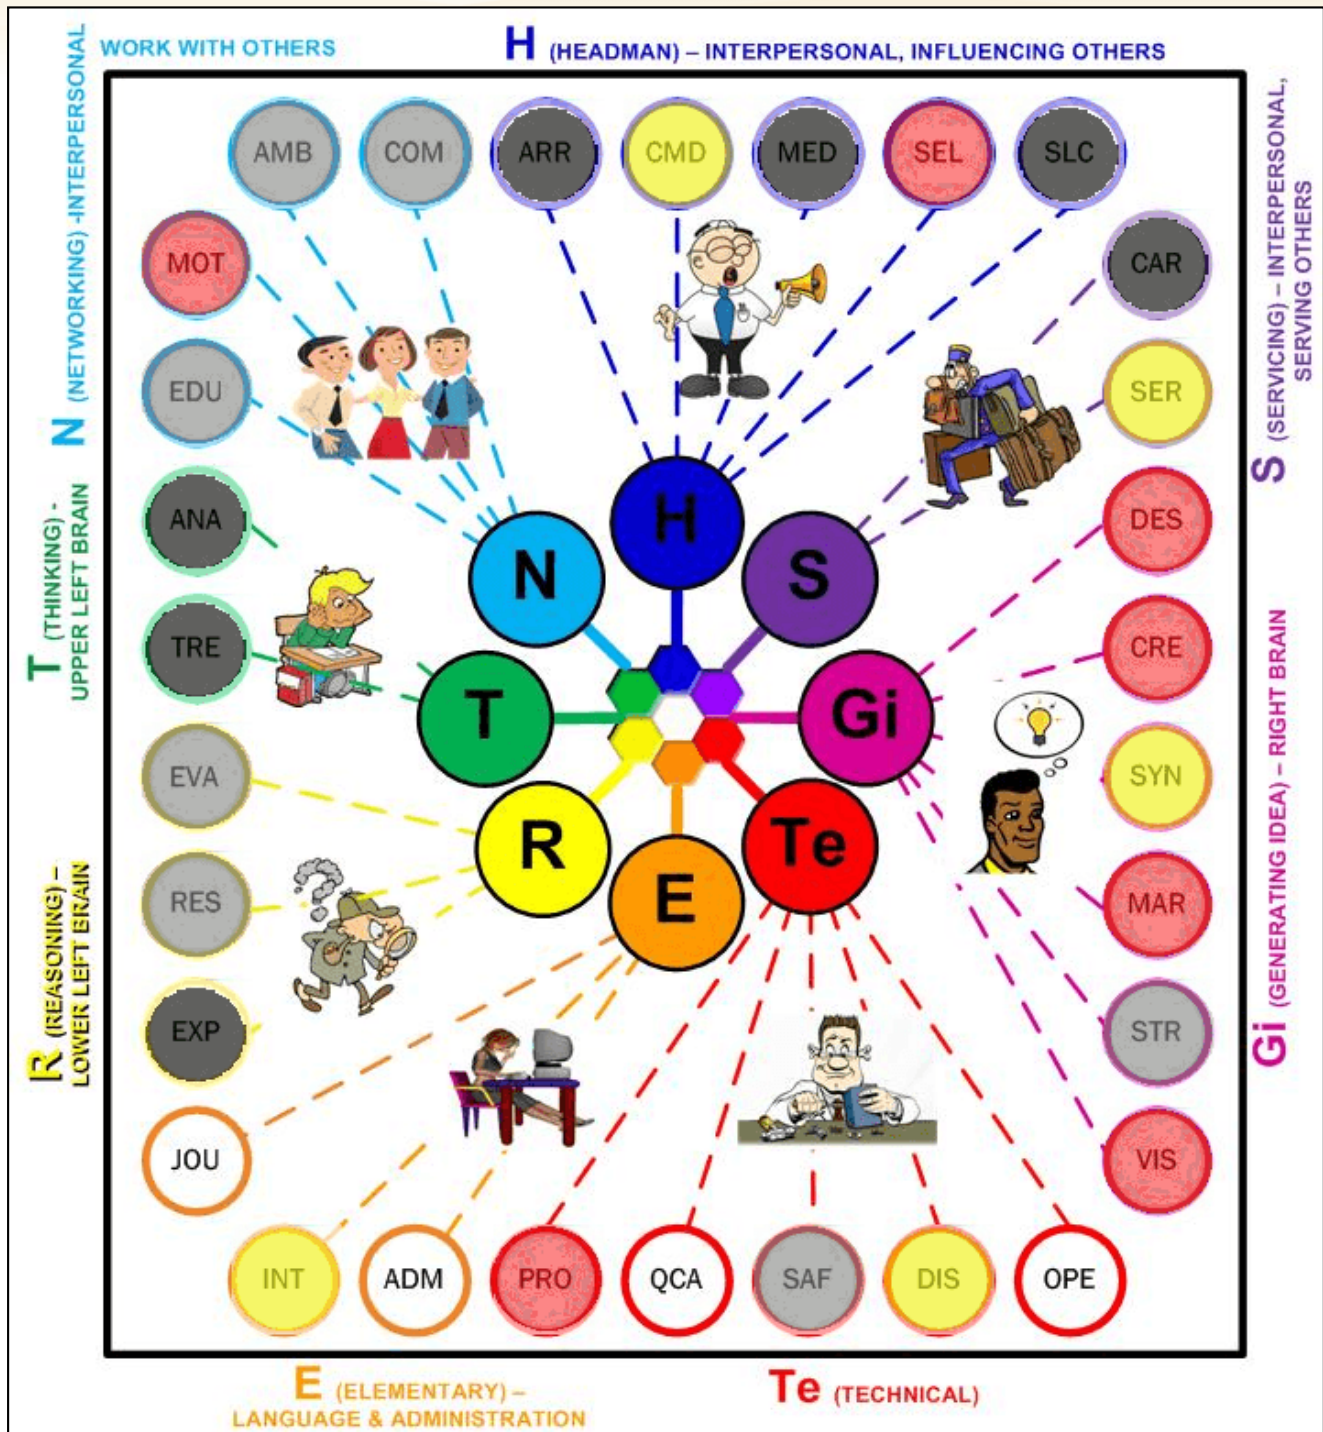 WORK WITH OTHERS
H (HEADMAN) – INTERPERSONAL, INFLUENCING OTHERS
N (NETWORKING) -INTERPERSONAL
S (SERVICING) – INTERPERSONAL,
SERVING OTHERS
T (THINKING) -
UPPER LEFT BRAIN
R (REASONING) –
LOWER LEFT BRAIN
Gi (GENERATING IDEA) – RIGHT BRAIN
AMB
COM
ARR
CMD
MED
SEL
SLC
MOT
CAR
EDU
SER
ANA
DES
TRE
CRE
EVA
SYN
RES
MAR
EXP
STR
JOU
VIS
H
N
S
T
Gi
R
Te
E
INT
ADM
PRO
QCA
SAF
DIS
OPE
E (ELEMENTARY) –
LANGUAGE & ADMINISTRATION
Te (TECHNICAL)